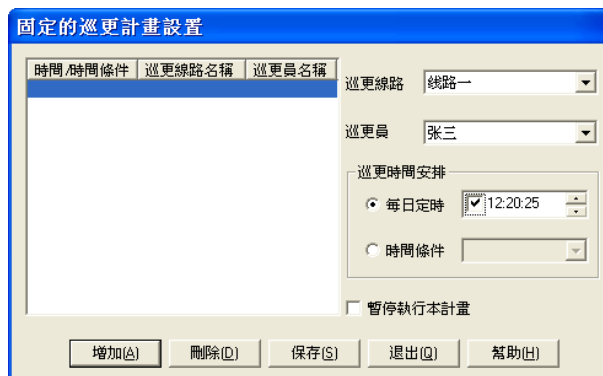 固定的巡更計畫設置
時間/時間條件 巡更線路名稱 巡更員名稱
巡更線路 线路一
巡更員 张三
巡更時間安排
每日定時 12:20:25
時間條件
暫停執行本計畫
增加(A) 刪除(D) 保存(S) 退出(Q) 幫助(H)